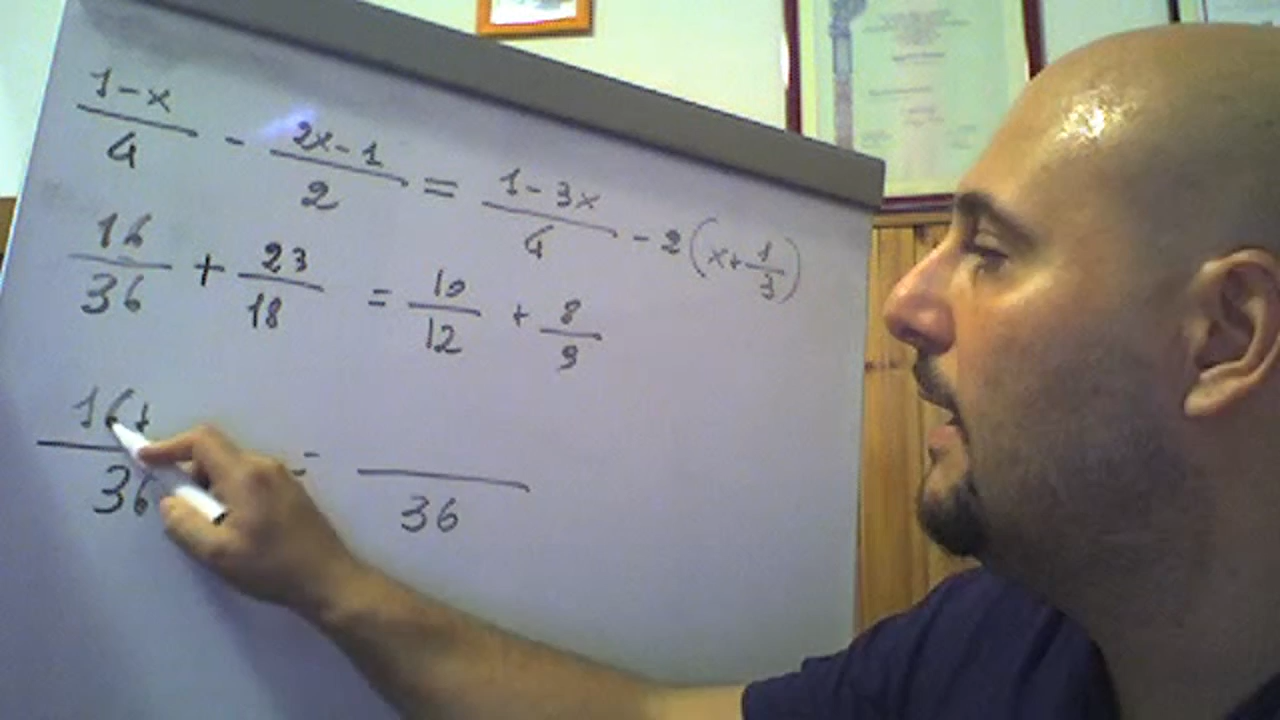 1-x/4 - 2x-1/2 = 1-3x/4 - 2(x+1/3)
16/36 + 23/18 = 10/12 + 8/9
16+/36 = /36